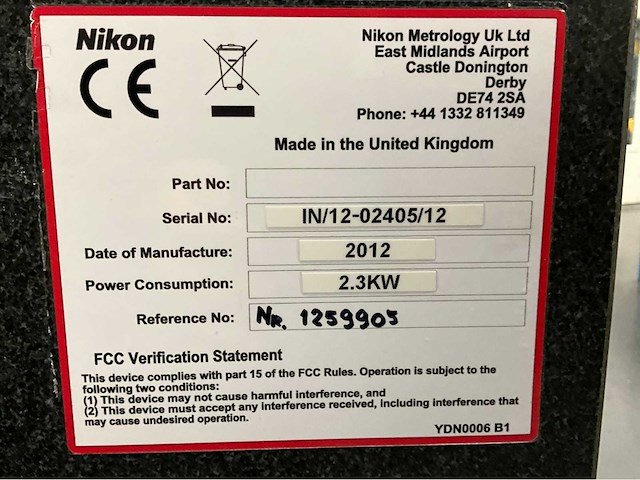 Nikon
CE
Nikon Metrology Uk Ltd
East Midlands Airport
Castle Donington
Derby
DE74 2SA
Phone: +44 1332 811349
Made in the United Kingdom
Part No:
Serial No: IN/12-02405/12
Date of Manufacture: 2012
Power Consumption: 2.3KW
Reference No: NR. 1259905
FCC Verification Statement
This device complies with part 15 of the FCC Rules. Operation is subject to the
following two conditions:
(1) This device may not cause harmful interference, and
(2) This device must accept any interference received, including interference that
may cause undesired operation.
YDN0006 B1